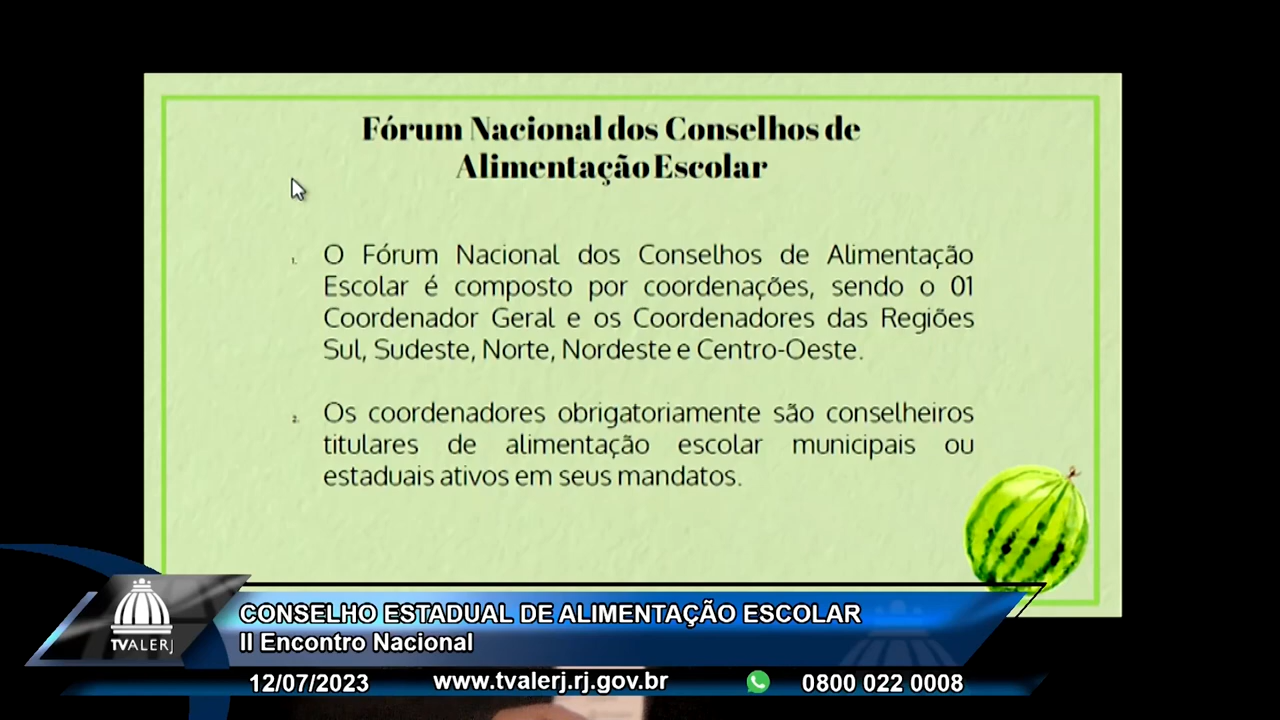 Fórum Nacional dos Conselhos de
Alimentação Escolar
1. O Fórum Nacional dos Conselhos de Alimentação
Escolar é composto por coordenações, sendo o 01
Coordenador Geral e os Coordenadores das Regiões
Sul, Sudeste, Norte, Nordeste e Centro-Oeste.
2. Os coordenadores obrigatoriamente são conselheiros
titulares de alimentação escolar municipais ou
estaduais ativos em seus mandatos.
CONSELHO ESTADUAL DE ALIMENTAÇÃO ESCOLAR
II Encontro Nacional
TVALERJ
12/07/2023 www.tvalerj.rj.gov.br 0800 022 0008